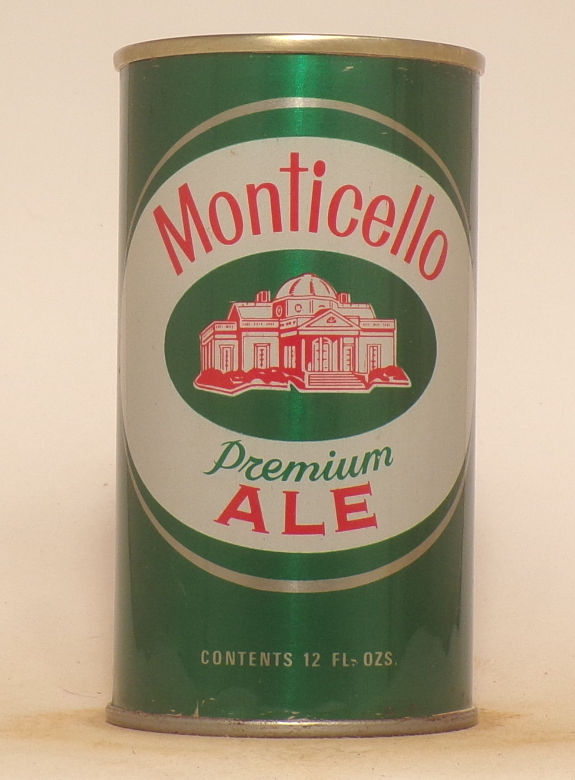 Monticello
Premium
ALE
CONTENTS 12 FL. OZS.